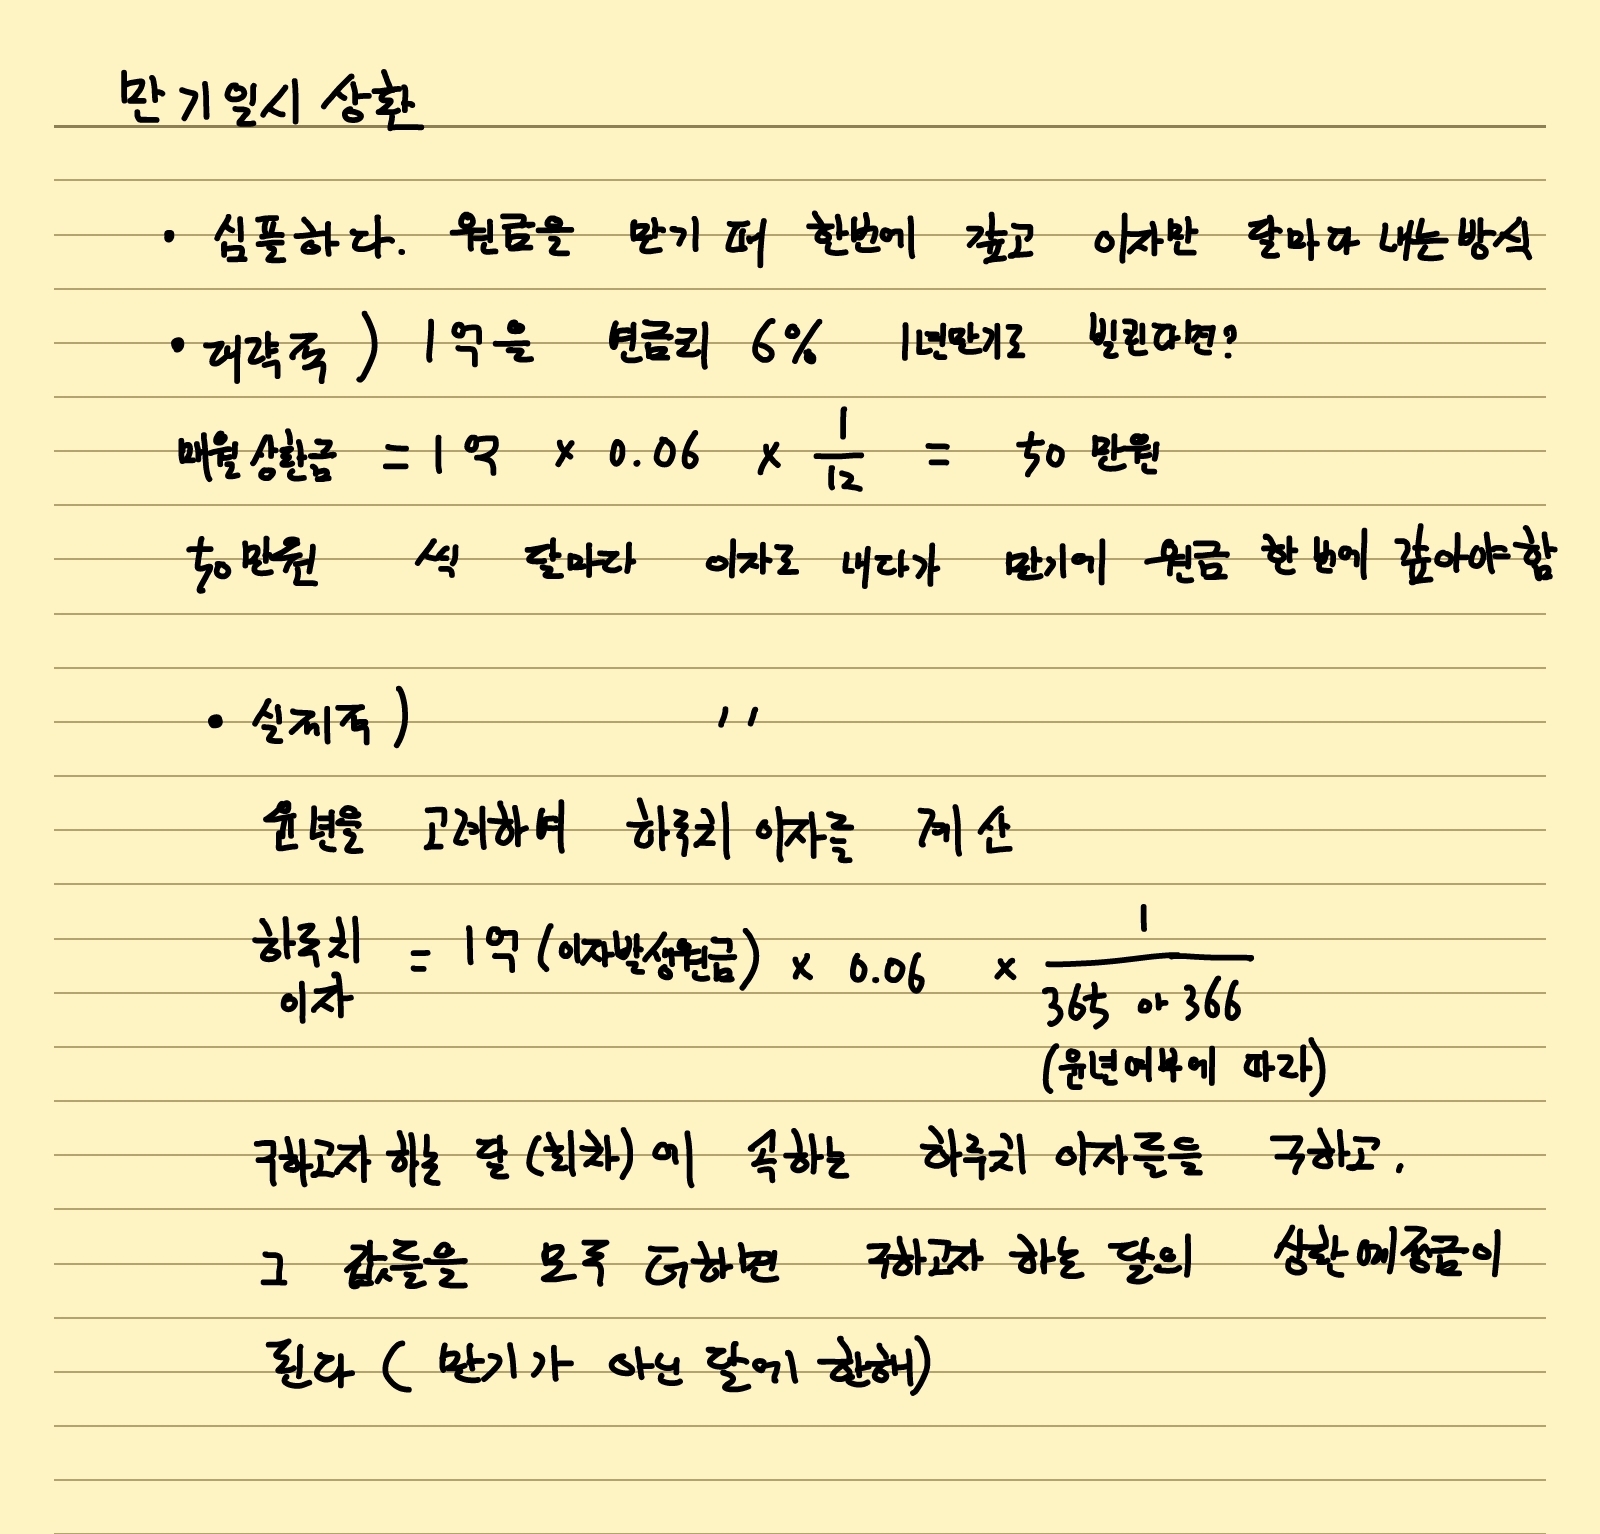 만기일시 상환
• 심플하다. 원금을 만기 때 한번에 갚고 이자만 달마다 내는방식
• 대략적) 1억을 연금리 6% 1년만기로 빌린다면?
매월상환금 = 1억 × 0.06 × 1/12 = 50 만원
50만원 씩 달마다 이자로 내다가 만기에 원금 한번에 갚아야함
• 실제적) 〃
윤년을 고려하여 하루치 이자를 계산
하루치 이자 = 1억 (이자발생원금) × 0.06 × 1/365 or 366
(윤년여부에 따라)
구하고자 하는 달(회차)에 속하는 하루치 이자들을 구하고,
그 값들을 모두 더하면 구하고자 하는 달의 상환예정금이
된다 ( 만기가 아닌 달에 한해)